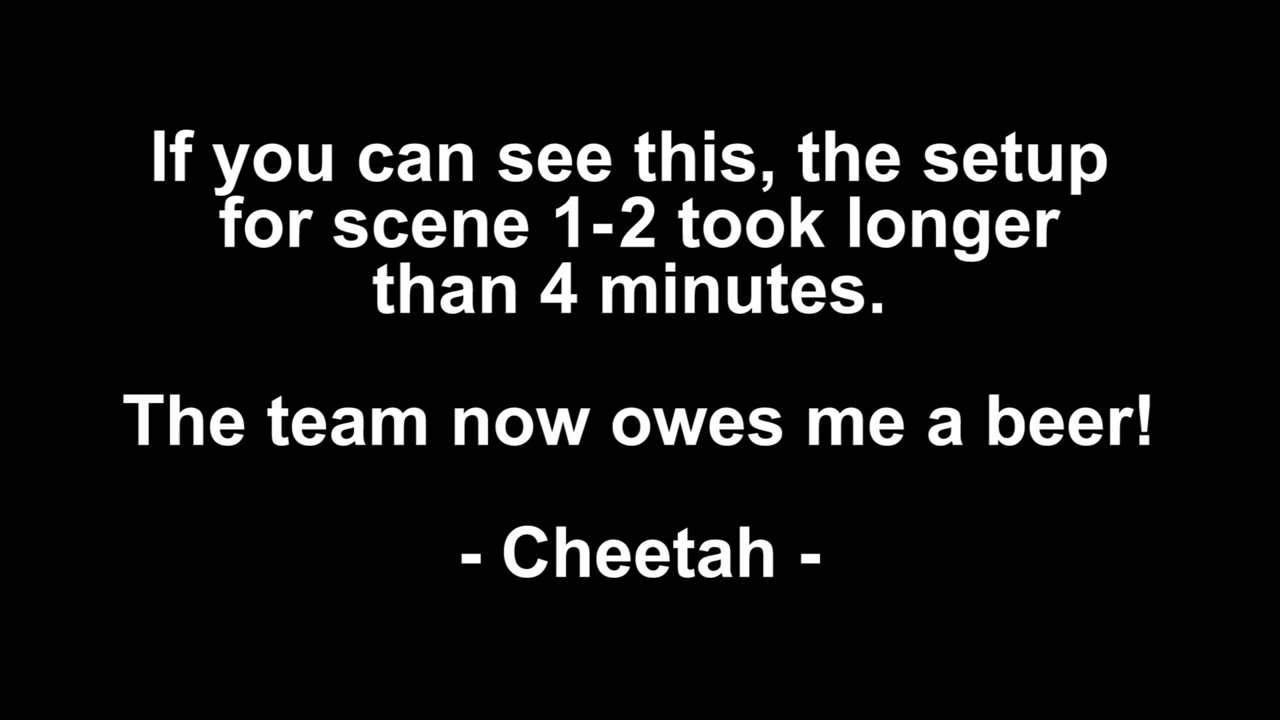 If you can see this, the setup
for scene 1-2 took longer
than 4 minutes.
The team now owes me a beer!
- Cheetah -